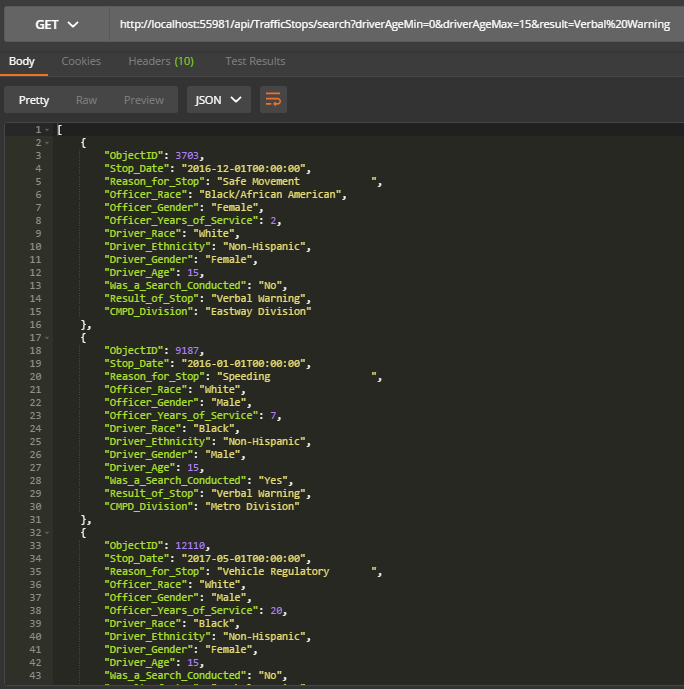 GET http://localhost:55981/api/TrafficStops/search?driverAgeMin=0&driverAgeMax=15&result=Verbal%20Warning
Body Cookies Headers (10) Test Results
Pretty Raw Preview JSON
1 [
2 {
3 "ObjectID": 3703,
4 "Stop_Date": "2016-12-01T00:00:00",
5 "Reason_for_Stop": "Safe Movement           ",
6 "Officer_Race": "Black/African American",
7 "Officer_Gender": "Female",
8 "Officer_Years_of_Service": 2,
9 "Driver_Race": "White",
10 "Driver_Ethnicity": "Non-Hispanic",
11 "Driver_Gender": "Female",
12 "Driver_Age": 15,
13 "Was_a_Search_Conducted": "No",
14 "Result_of_Stop": "Verbal Warning",
15 "CMPD_Division": "Eastway Division"
16 },
17 {
18 "ObjectID": 9187,
19 "Stop_Date": "2016-01-01T00:00:00",
20 "Reason_for_Stop": "Speeding                ",
21 "Officer_Race": "White",
22 "Officer_Gender": "Male",
23 "Officer_Years_of_Service": 7,
24 "Driver_Race": "Black",
25 "Driver_Ethnicity": "Non-Hispanic",
26 "Driver_Gender": "Male",
27 "Driver_Age": 15,
28 "Was_a_Search_Conducted": "Yes",
29 "Result_of_Stop": "Verbal Warning",
30 "CMPD_Division": "Metro Division"
31 },
32 {
33 "ObjectID": 12110,
34 "Stop_Date": "2017-05-01T00:00:00",
35 "Reason_for_Stop": "Vehicle Regulatory      ",
36 "Officer_Race": "White",
37 "Officer_Gender": "Male",
38 "Officer_Years_of_Service": 20,
39 "Driver_Race": "Black",
40 "Driver_Ethnicity": "Non-Hispanic",
41 "Driver_Gender": "Female",
42 "Driver_Age": 15,
43 "Was_a_Search_Conducted": "No",